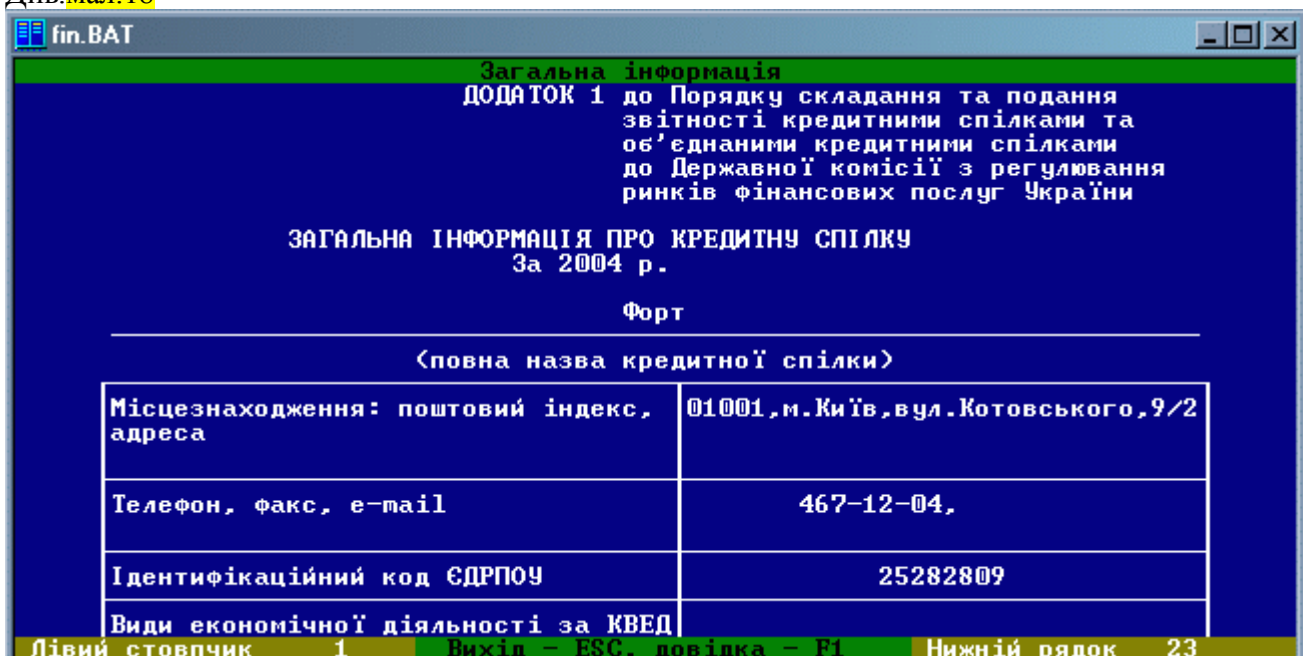 Див.мал.18
fin.BAT
Загальна інформація
ДОДАТОК 1 до Порядку складання та подання
звітності кредитними спілками та
об'єднаними кредитними спілками
до Державної комісії з регулювання
ринків фінансових послуг України
ЗАГАЛЬНА ІНФОРМАЦІЯ ПРО КРЕДИТНУ СПІЛКУ
За 2004 р.
Форт
(повна назва кредитної спілки)
Місцезнаходження: поштовий індекс, 01001,м.Київ,вул.Котовського,9/2
адреса
Телефон, факс, e-mail 467-12-04,
Ідентифікаційний код ЄДРПОУ 25282809
Види економічної діяльності за КВЕД
Лівий стовпчик 1 Вихід - ESC, довідка - F1 Нижній рядок 23